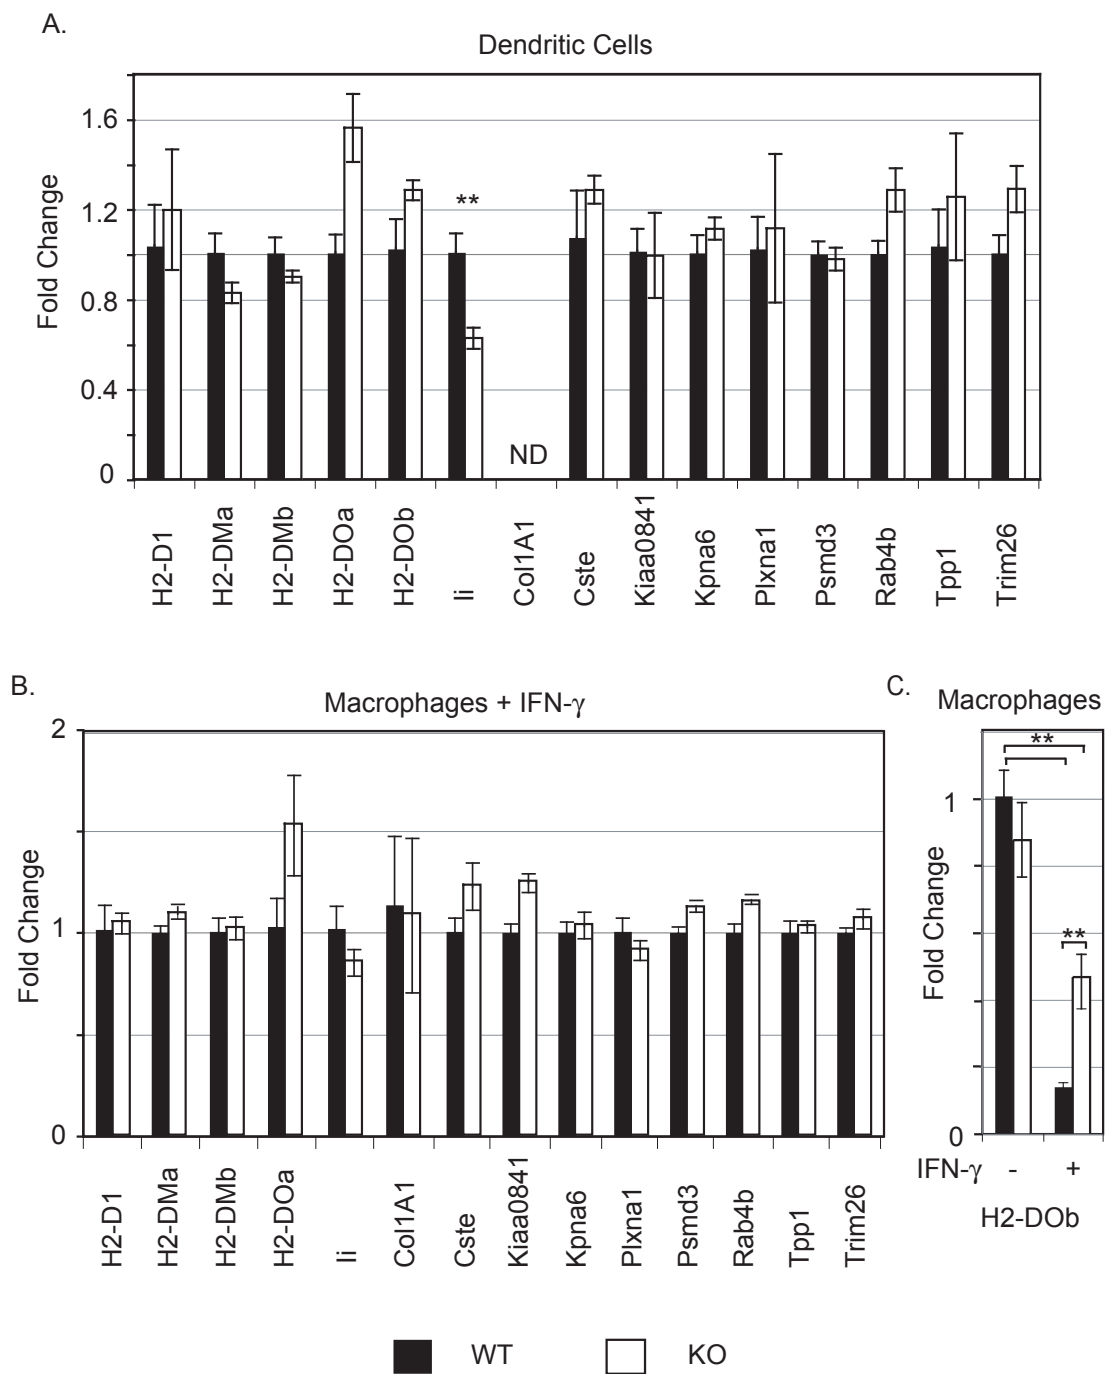 A.
Dendritic Cells
Fold Change
1.6
1.2
0.8
0.4
0
**
ND
H2-D1
H2-DMa
H2-DMb
H2-DOa
H2-DOb
Ii
Col1A1
Cste
Kiaa0841
Kpna6
Plxna1
Psmd3
Rab4b
Tpp1
Trim26
B.
Macrophages + IFN-γ
Fold Change
2
1
0
H2-D1
H2-DMa
H2-DMb
H2-DOa
Ii
Col1A1
Cste
Kiaa0841
Kpna6
Plxna1
Psmd3
Rab4b
Tpp1
Trim26
C.
Macrophages
Fold Change
1
0
**
**
IFN-γ - +
H2-DOb
WT KO